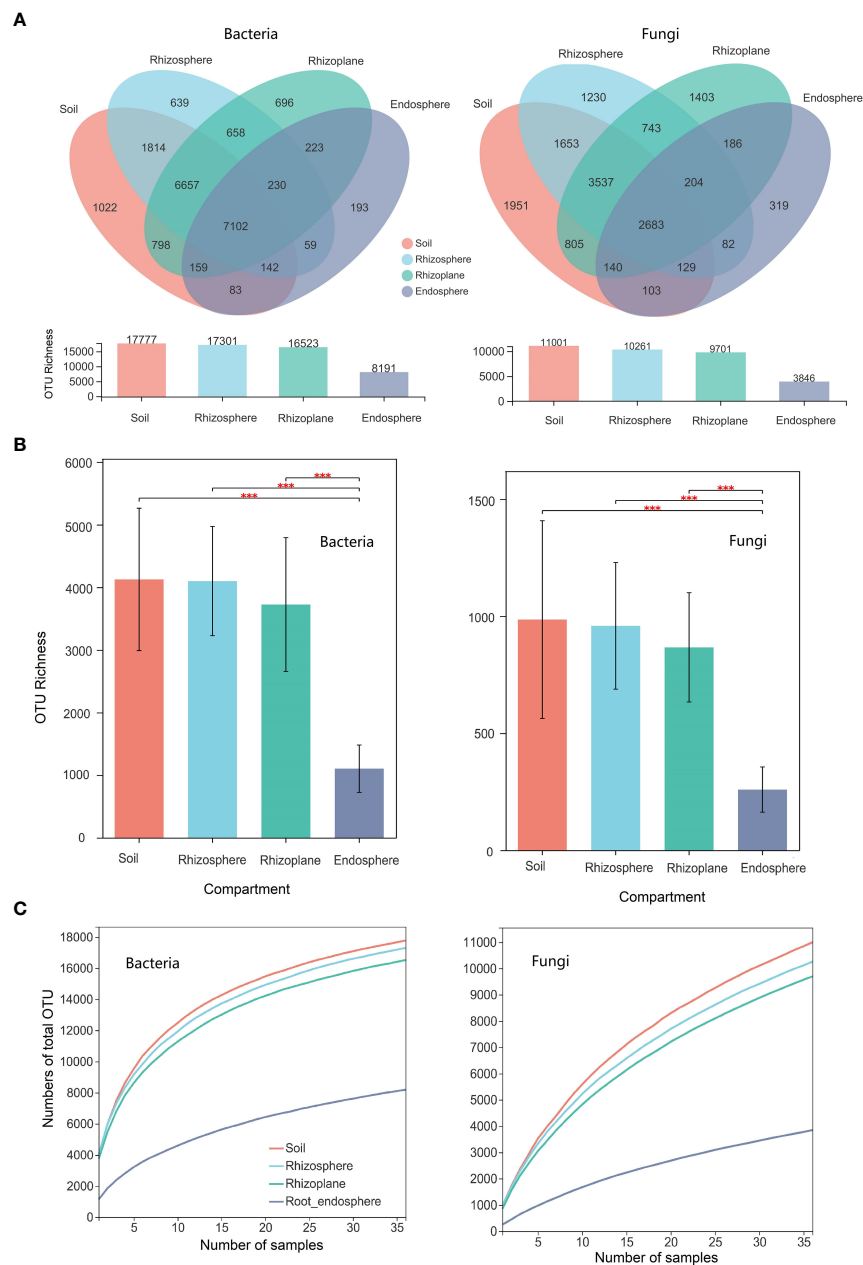 A
Bacteria
Fungi
Rhizosphere
Rhizoplane
Soil
Endosphere
639
696
1814
658
223
6657
230
1022
7102
193
798
59
159
142
83
Soil
Rhizosphere
Rhizoplane
Endosphere
Rhizosphere
Rhizoplane
Soil
Endosphere
1230
1403
1653
743
186
3537
204
1951
2683
319
805
82
140
129
103
OTU Richness
15000
10000
5000
0
17777
17301
16523
8191
Soil
Rhizosphere
Rhizoplane
Endosphere
10000
5000
0
11001
10261
9701
3846
Soil
Rhizosphere
Rhizoplane
Endosphere
B
OTU Richness
6000
5000
4000
3000
2000
1000
0
***
***
***
Bacteria
Soil
Rhizosphere
Rhizoplane
Endosphere
Compartment
1500
1000
500
0
***
***
***
Fungi
Soil
Rhizosphere
Rhizoplane
Endosphere
Compartment
C
Numbers of total OTU
18000
16000
14000
12000
10000
8000
6000
4000
2000
0
Bacteria
Soil
Rhizosphere
Rhizoplane
Root_endosphere
5
10
15
20
25
30
35
Number of samples
11000
10000
9000
8000
7000
6000
5000
4000
3000
2000
1000
0
Fungi
5
10
15
20
25
30
35
Number of samples